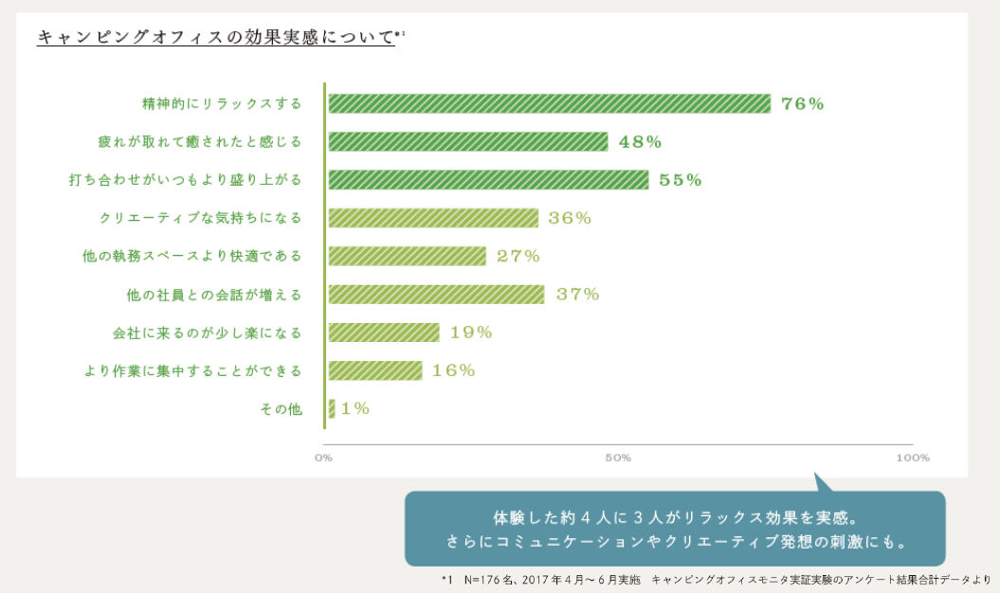 キャンピングオフィスの効果実感について*1
精神的にリラックスする 76%
疲れが取れて癒されたと感じる 48%
打ち合わせがいつもより盛り上がる 55%
クリエーティブな気持ちになる 36%
他の執務スペースより快適である 27%
他の社員との会話が増える 37%
会社に来るのが少し楽になる 19%
より作業に集中することができる 16%
その他 1%
0% 50% 100%
体験した約4人に3人がリラックス効果を実感。
さらにコミュニケーションやクリエーティブ発想の刺激にも。
*1 N=176名、2017年4月〜6月実施 キャンピングオフィスモニタ実証実験のアンケート結果合計データより